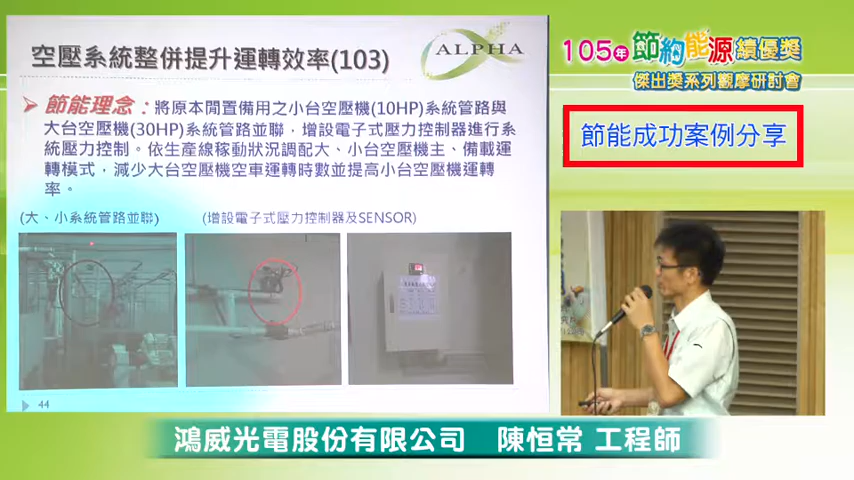 空壓系統整併提升運轉效率(103)
ALPHA
節能理念：將原本閒置備用之小台空壓機(10HP)系統管路與
大台空壓機(30HP)系統管路並聯，增設電子式壓力控制器進行系
統壓力控制。依生產線稼動狀況調配大、小台空壓機主、備載運
轉模式，減少大台空壓機空車運轉時數並提高小台空壓機運轉
率。
(大、小系統管路並聯)
(增設電子式壓力控制器及SENSOR)
44
105年節約能源績優獎
傑出獎系列觀摩研討會
節能成功案例分享
鴻威光電股份有限公司 陳恒常 工程師